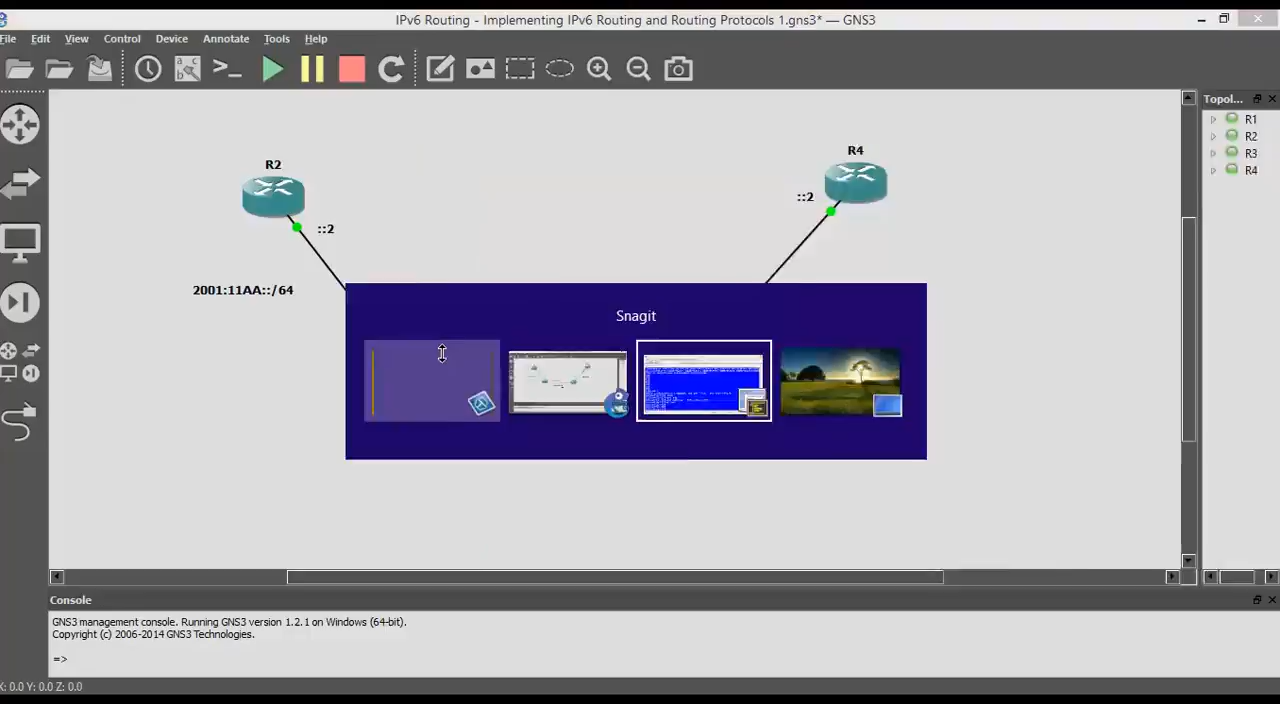 IPv6 Routing - Implementing IPv6 Routing and Routing Protocols 1.gns3* — GNS3
File Edit View Control Device Annotate Tools Help
Topol...
R1
R2
R3
R4
R2
::2
R4
::2
2001:11AA::/64
Snagit
Console
GNS3 management console. Running GNS3 version 1.2.1 on Windows (64-bit).
Copyright (c) 2006-2014 GNS3 Technologies.
=>
X: 0.0 Y: 0.0 Z: 0.0